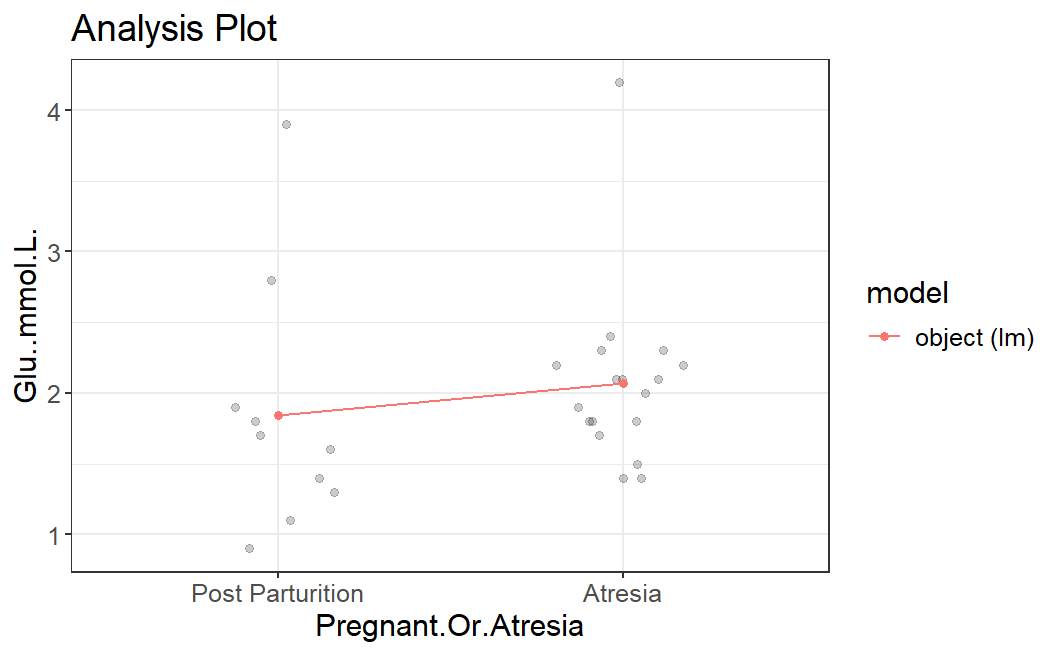 Analysis Plot
4
3
2
1
Glu..mmol.L.
Post Parturition
Atresia
Pregnant.Or.Atresia
model
object (lm)